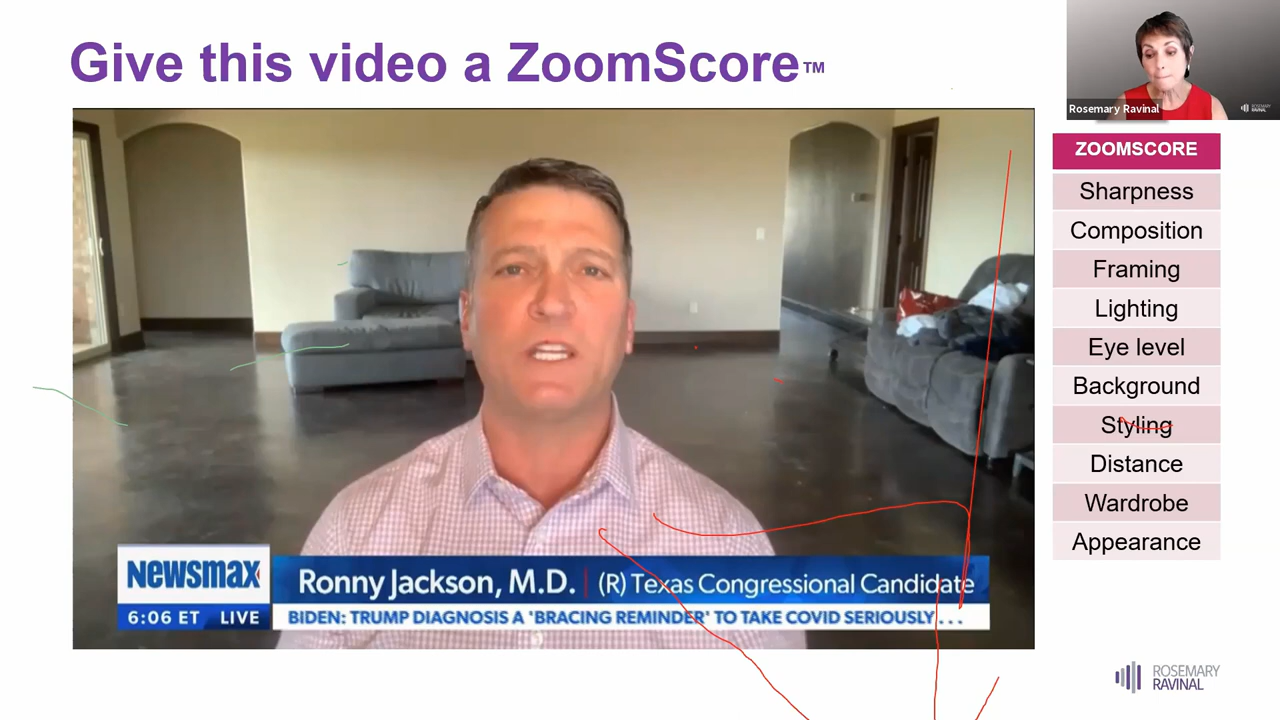 Give this video a ZoomScore™
Rosemary Ravinal
ROSEMARY
RAVINAL
ZOOMSCORE
Sharpness
Composition
Framing
Lighting
Eye level
Background
Styling
Distance
Wardrobe
Appearance
NEWSMAX
Ronny Jackson, M.D. | (R) Texas Congressional Candidate
6:06 ET LIVE
BIDEN: TRUMP DIAGNOSIS A 'BRACING REMINDER' TO TAKE COVID SERIOUSLY . . .
ROSEMARY
RAVINAL